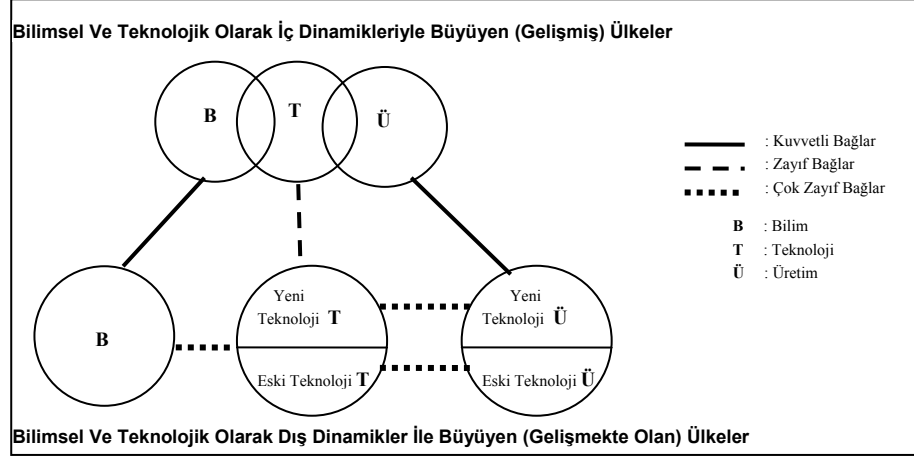 Bilimsel Ve Teknolojik Olarak İç Dinamikleriyle Büyüyen (Gelişmiş) Ülkeler
B
T
Ü
: Kuvvetli Bağlar
: Zayıf Bağlar
: Çok Zayıf Bağlar
B : Bilim
T : Teknoloji
Ü : Üretim
B
Yeni
Teknoloji T
Eski Teknoloji T
Yeni
Teknoloji Ü
Eski Teknoloji Ü
Bilimsel Ve Teknolojik Olarak Dış Dinamikler İle Büyüyen (Gelişmekte Olan) Ülkeler